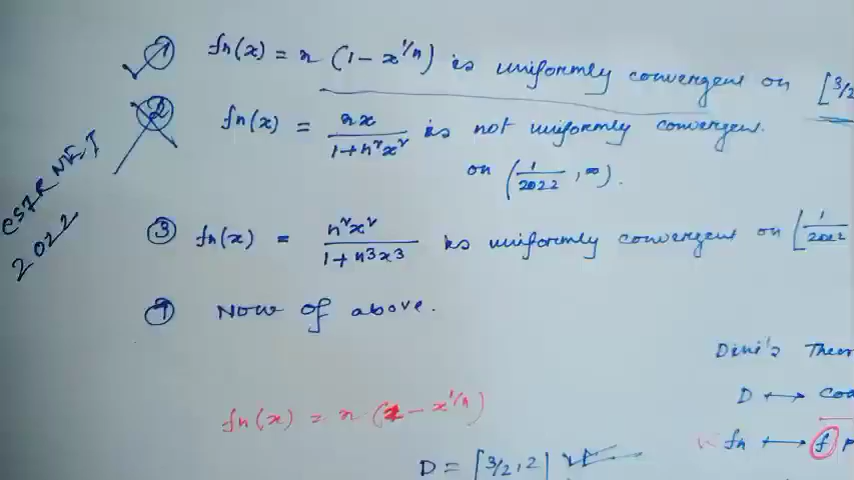 ① fn(x) = n (1 - x^1/n) is uniformly convergent on [3/2
② fn(x) = nx / 1+n²x² is not uniformly convergent.
on (1/2022, ∞).
CSIR NET
2022
③ fn(x) = n²x² / 1+n³x³ is uniformly convergent on [1/2022
④ None of above.
Dini's Theor
D ↔
fn(x) = n ( - x^1/n)
fn ↔ f p
D = [3/2, 2]